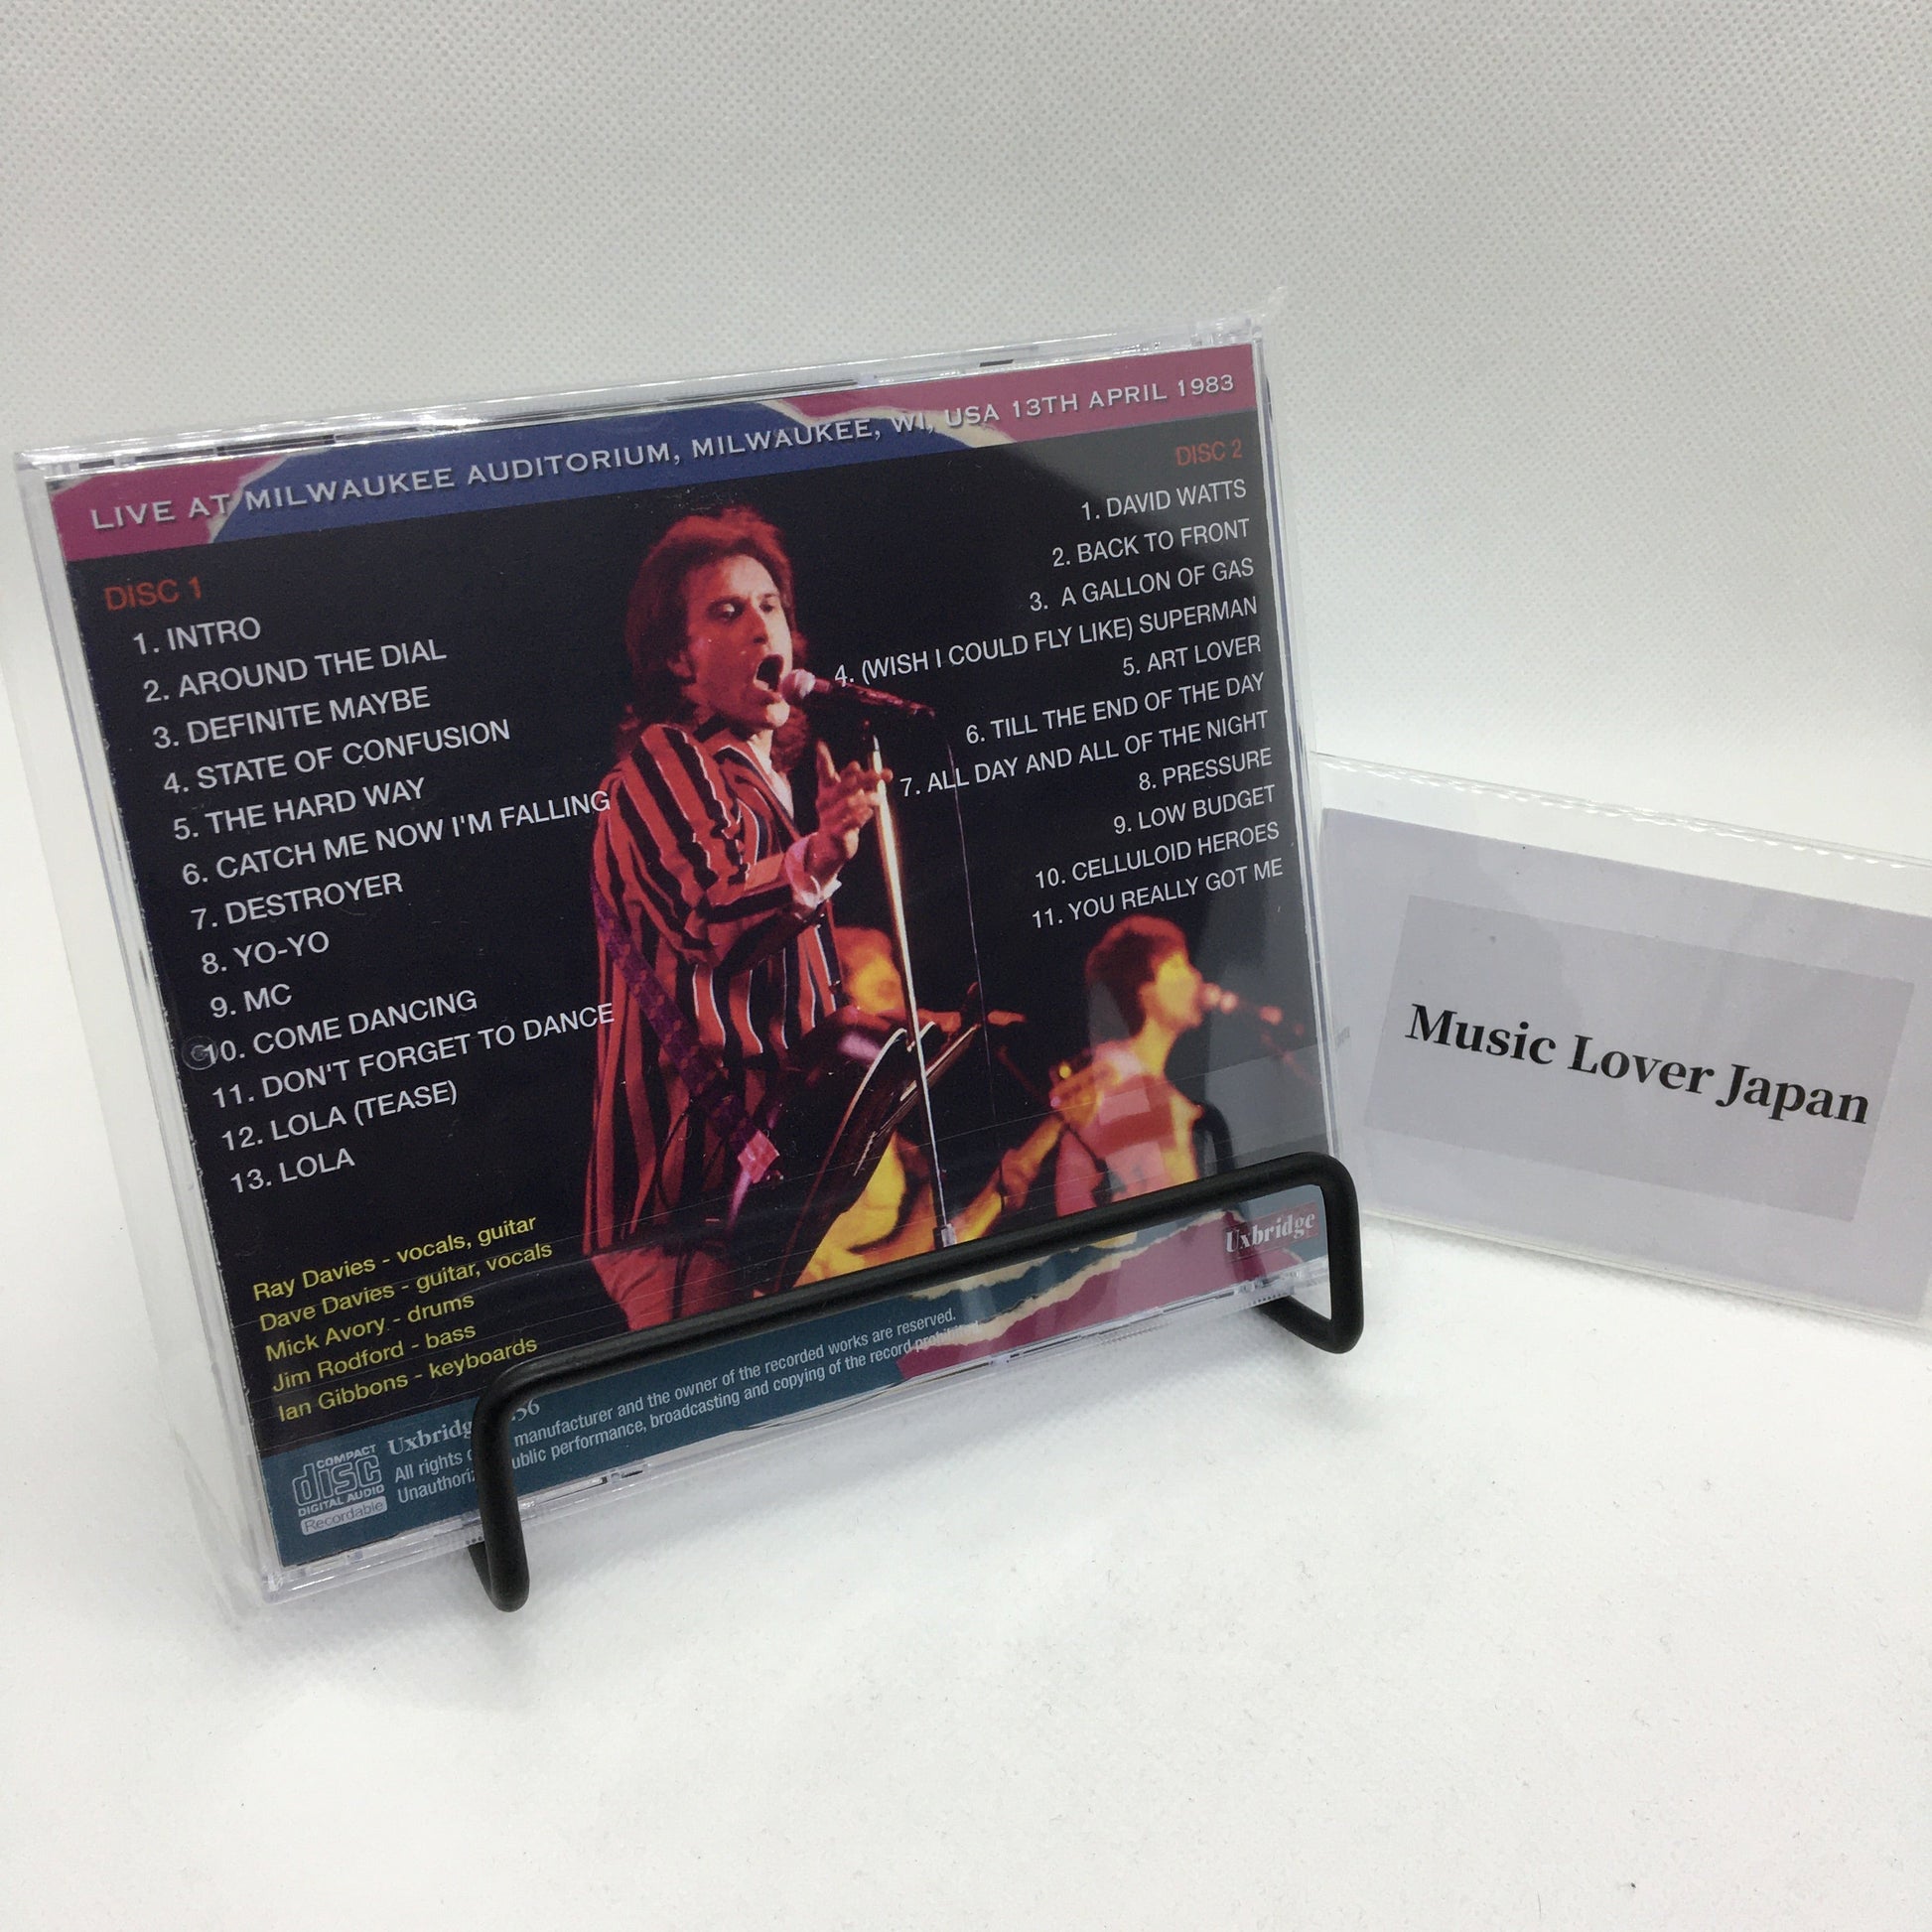 LIVE AT MILWAUKEE AUDITORIUM, MILWAUKEE, WI, USA 13TH APRIL 1983
DISC 1
1. INTRO
2. AROUND THE DIAL
3. DEFINITE MAYBE
4. STATE OF CONFUSION
5. THE HARD WAY
6. CATCH ME NOW I'M FALLING
7. DESTROYER
8. YO-YO
9. MC
10. COME DANCING
11. DON'T FORGET TO DANCE
12. LOLA (TEASE)
13. LOLA
DISC 2
1. DAVID WATTS
2. BACK TO FRONT
3. A GALLON OF GAS
4. (WISH I COULD FLY LIKE) SUPERMAN
5. ART LOVER
6. TILL THE END OF THE DAY
7. ALL DAY AND ALL OF THE NIGHT
8. PRESSURE
9. LOW BUDGET
10. CELLULOID HEROES
11. YOU REALLY GOT ME
Ray Davies - vocals, guitar
Dave Davies - guitar, vocals
Mick Avory - drums
Jim Rodford - bass
Ian Gibbons - keyboards
Uxbridge
COMPACT
disc
DIGITAL AUDIO
Recordable
All rights manufacturer and the owner of the recorded works are reserved.
performance, broadcasting and copying of the record
Music Lover Japan